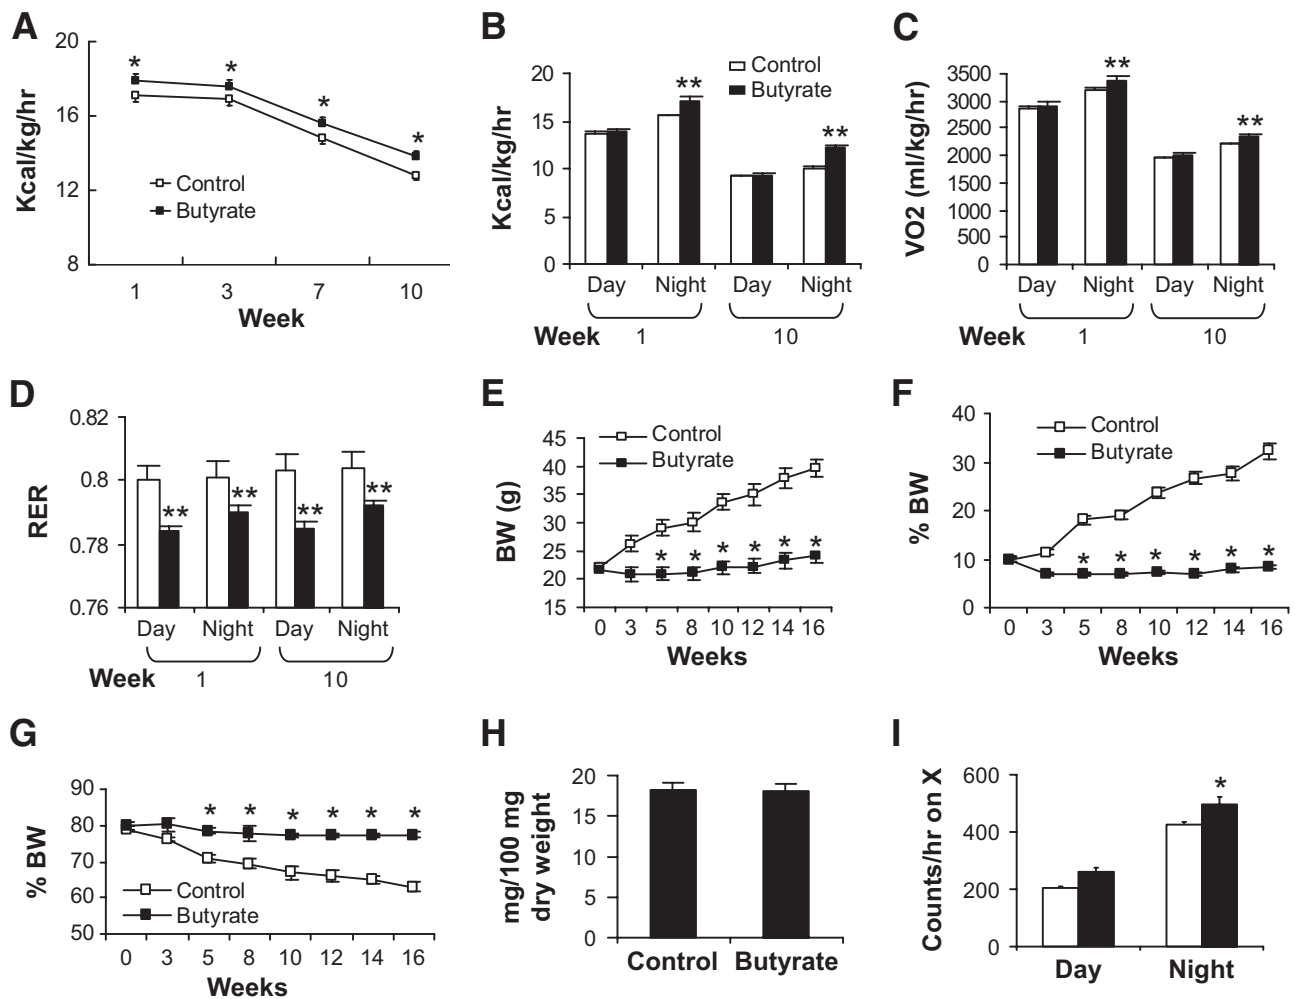 A
Kcal/kg/hr
20
16
12
8
* * * *
Control
Butyrate
1 3 7 10
Week
B
Kcal/kg/hr
20
15
10
5
0
Control
Butyrate
** **
Day Night Day Night
Week 1 10
C
VO2 (ml/kg/hr)
3500
3000
2500
2000
1500
1000
500
0
** **
Day Night Day Night
Week 1 10
D
RER
0.82
0.8
0.78
0.76
** ** ** **
Day Night Day Night
Week 1 10
E
BW (g)
45
40
35
30
25
20
15
Control
Butyrate
* * * * * *
0 3 5 8 10 12 14 16
Weeks
F
% BW
40
30
20
10
0
Control
Butyrate
* * * * * *
0 3 5 8 10 12 14 16
Weeks
G
% BW
90
80
70
60
50
* * * * * *
Control
Butyrate
0 3 5 8 10 12 14 16
Weeks
H
mg/100 mg
dry weight
20
15
10
5
0
Control Butyrate
I
Counts/hr on X
600
400
200
0
*
Day Night